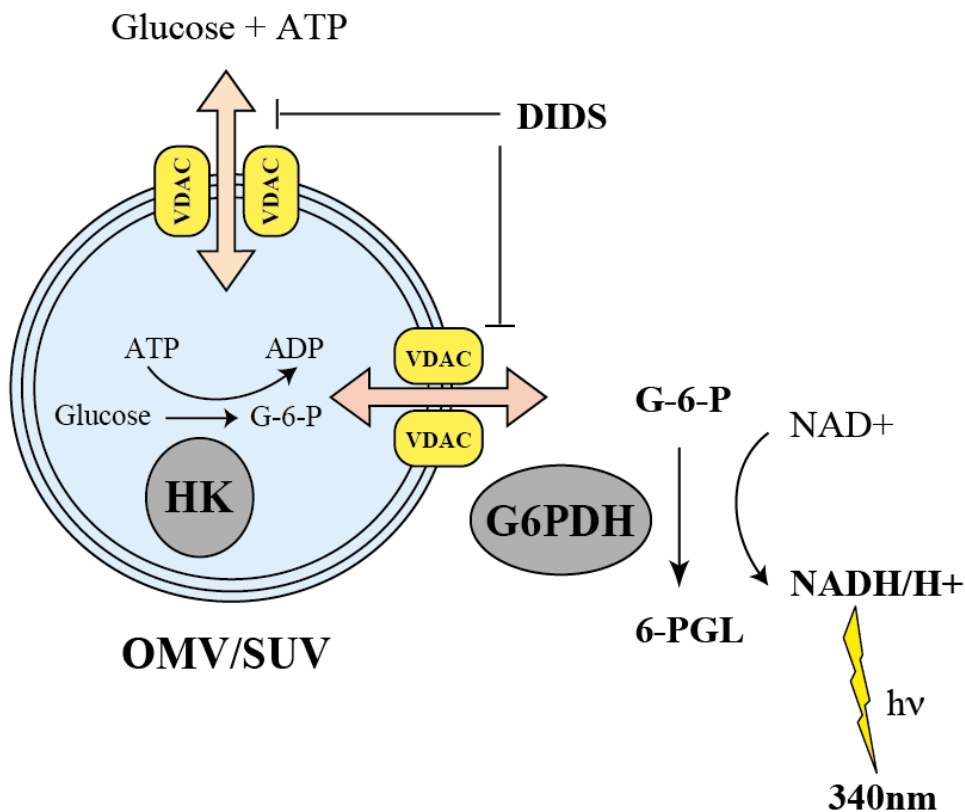 Glucose + ATP
DIDS
VDAC
VDAC
ATP
ADP
VDAC
Glucose
G-6-P
VDAC
G-6-P
NAD+
HK
G6PDH
NADH/H+
6-PGL
OMV/SUV
hν
340nm